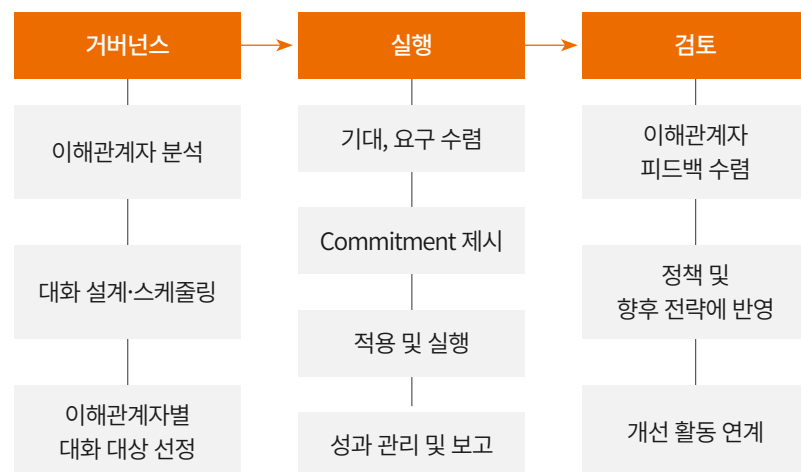 거버넌스
이해관계자 분석
대화 설계·스케줄링
이해관계자별
대화 대상 선정
실행
기대, 요구 수렴
Commitment 제시
적용 및 실행
성과 관리 및 보고
검토
이해관계자
피드백 수렴
정책 및
향후 전략에 반영
개선 활동 연계